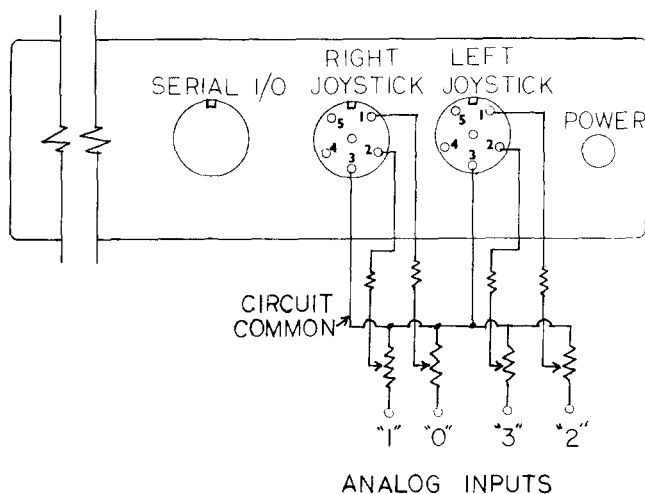 RIGHT LEFT
SERIAL I/O JOYSTICK JOYSTICK
POWER
5 1 5 1
4 2 4 2
3 3
CIRCUIT
COMMON
"1" "0" "3" "2"
ANALOG INPUTS